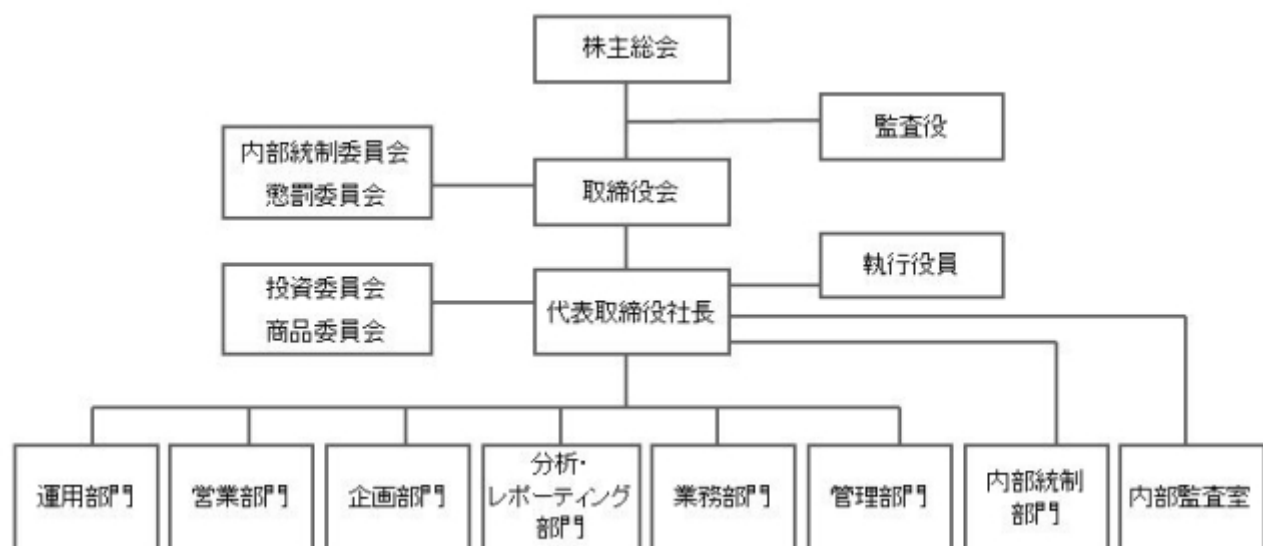 株主総会
監査役
内部統制委員会
懲罰委員会
取締役会
執行役員
投資委員会
商品委員会
代表取締役社長
運用部門
営業部門
企画部門
分析・
レポーティング
部門
業務部門
管理部門
内部統制
部門
内部監査室